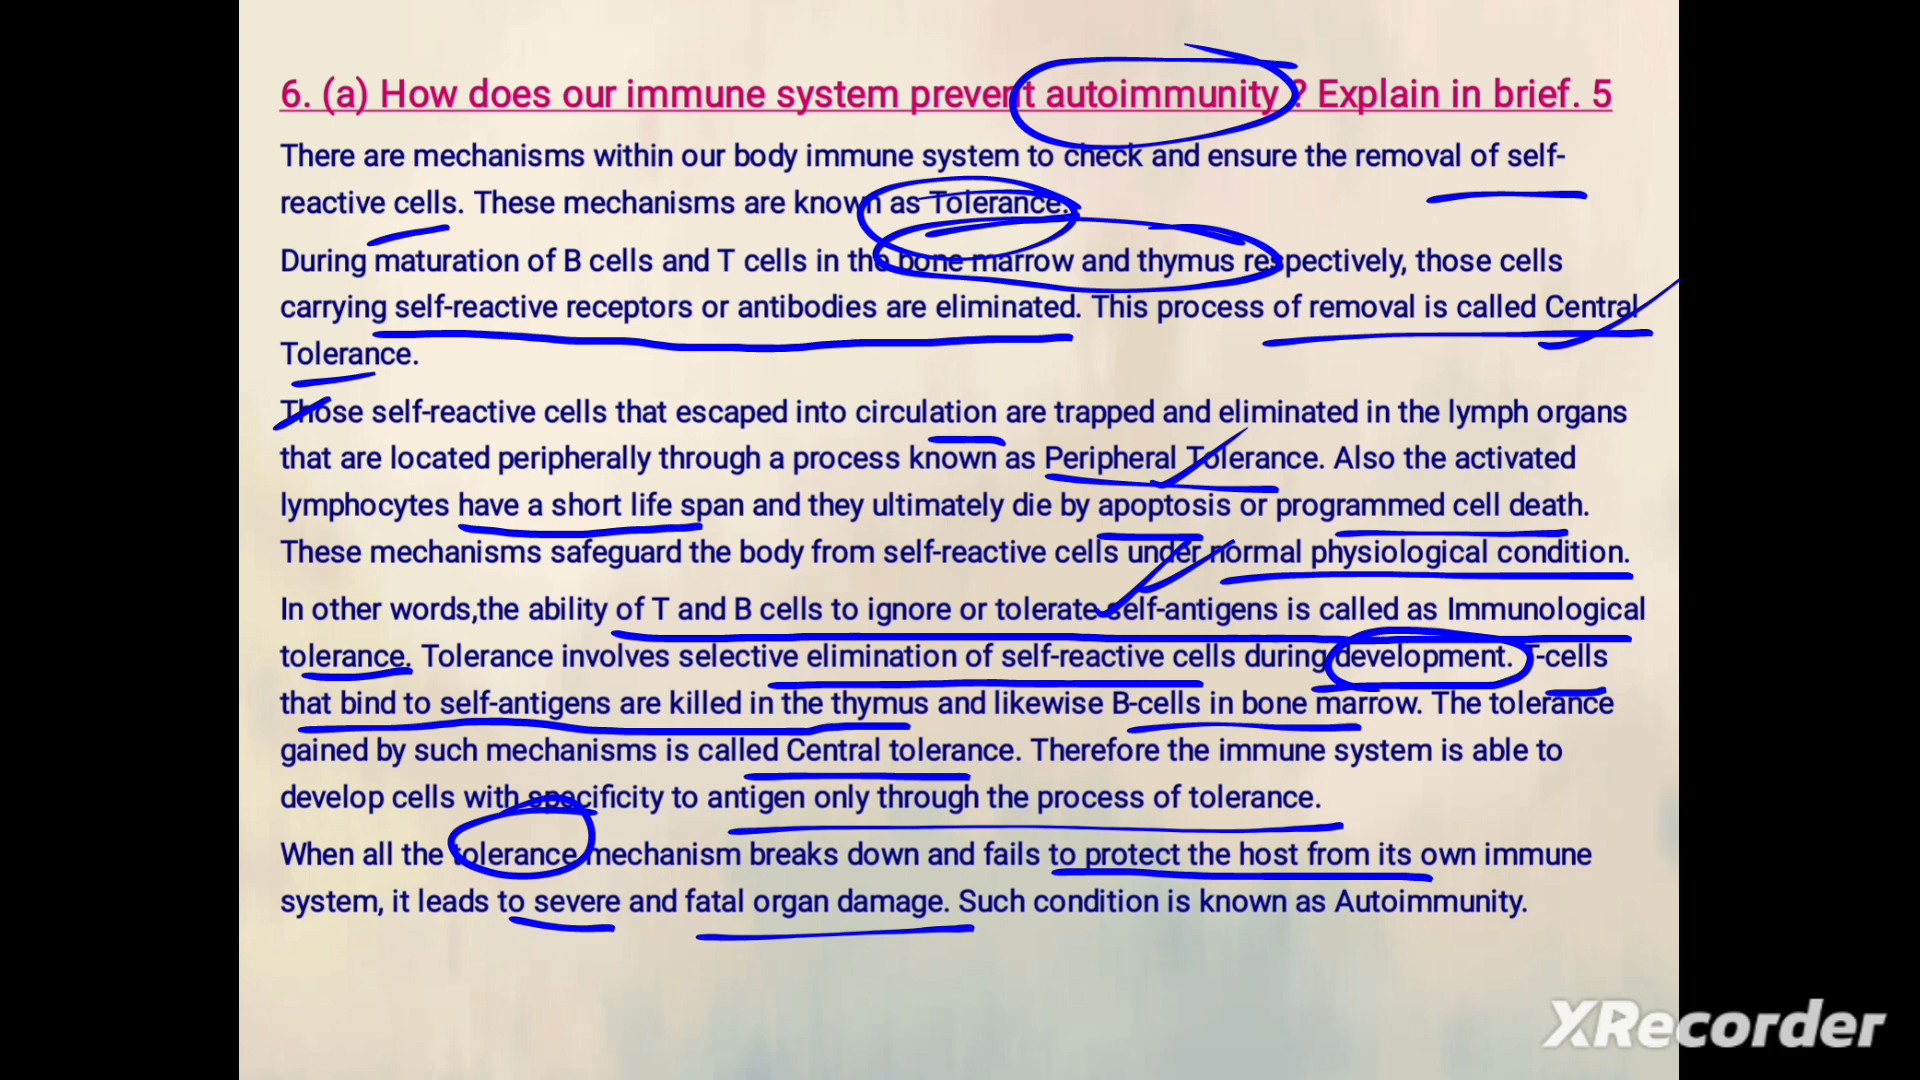 6. (a) How does our immune system prevent autoimmunity ? Explain in brief. 5
There are mechanisms within our body immune system to check and ensure the removal of self-
reactive cells. These mechanisms are known as Tolerance.
During maturation of B cells and T cells in the bone marrow and thymus respectively, those cells
carrying self-reactive receptors or antibodies are eliminated. This process of removal is called Central
Tolerance.
Those self-reactive cells that escaped into circulation are trapped and eliminated in the lymph organs
that are located peripherally through a process known as Peripheral Tolerance. Also the activated
lymphocytes have a short life span and they ultimately die by apoptosis or programmed cell death.
These mechanisms safeguard the body from self-reactive cells under normal physiological condition.
In other words,the ability of T and B cells to ignore or tolerate self-antigens is called as Immunological
tolerance. Tolerance involves selective elimination of self-reactive cells during development. T-cells
that bind to self-antigens are killed in the thymus and likewise B-cells in bone marrow. The tolerance
gained by such mechanisms is called Central tolerance. Therefore the immune system is able to
develop cells with specificity to antigen only through the process of tolerance.
When all the tolerance mechanism breaks down and fails to protect the host from its own immune
system, it leads to severe and fatal organ damage. Such condition is known as Autoimmunity.
XRecorder